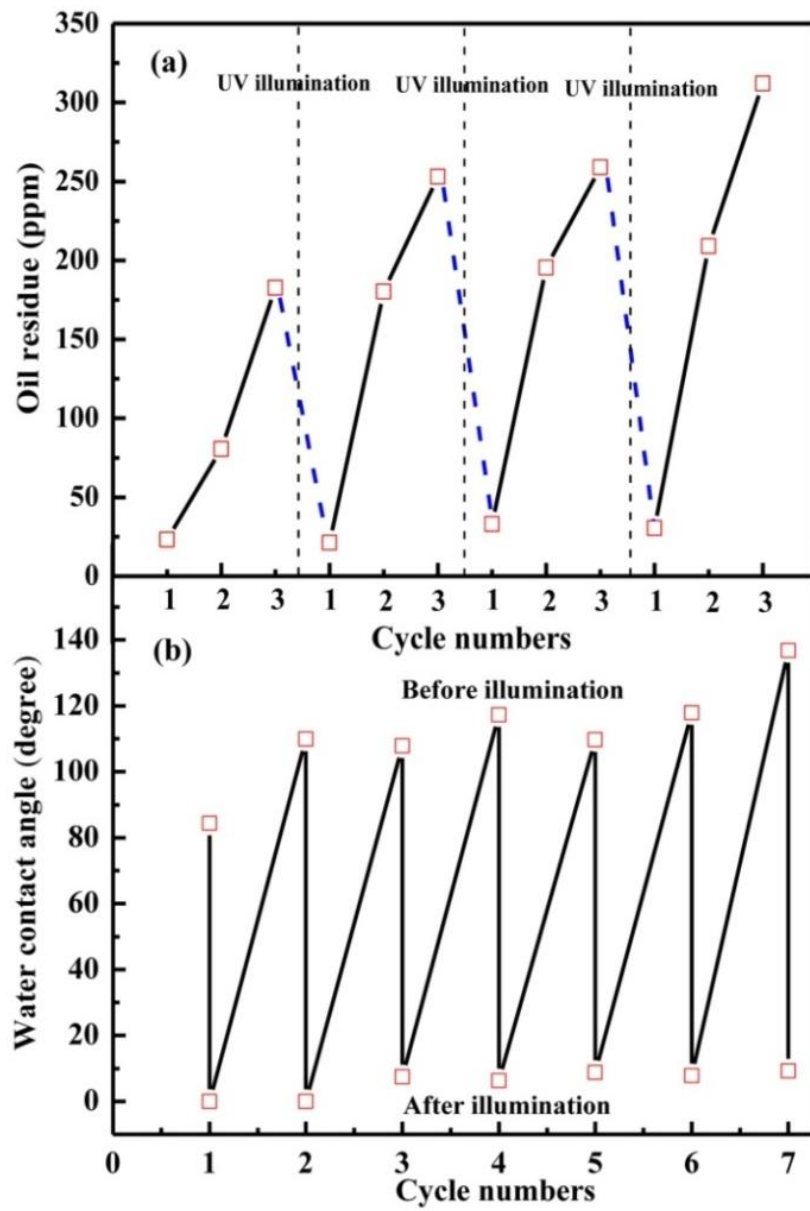 350
(a)
UV illumination UV illumination UV illumination
300
250
200
150
100
50
0
Oil residue (ppm)
1 2 3 1 2 3 1 2 3 1 2 3
Cycle numbers
(b)
140
Before illumination
120
100
80
60
40
20
0
Water contact angle (degree)
After illumination
0 1 2 3 4 5 6 7
Cycle numbers